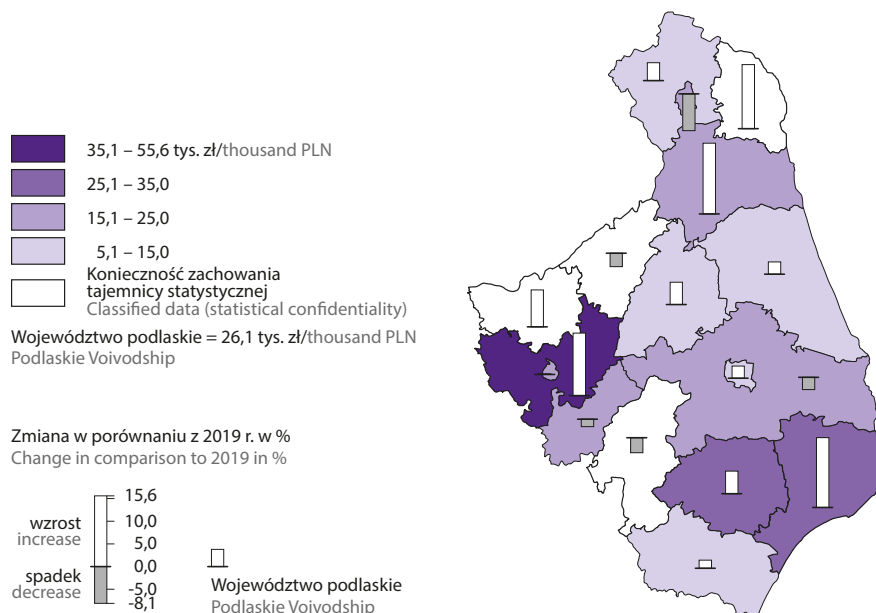 35,1 – 55,6 tys. zł/thousand PLN
25,1 – 35,0
15,1 – 25,0
5,1 – 15,0
Konieczność zachowania
tajemnicy statystycznej
Classified data (statistical confidentiality)
Województwo podlaskie = 26,1 tys. zł/thousand PLN
Podlaskie Voivodship
Zmiana w porównaniu z 2019 r. w %
Change in comparison to 2019 in %
15,6
10,0
5,0
0,0
-5,0
-8,1
wzrost
increase
spadek
decrease
Województwo podlaskie
Podlaskie Voivodship